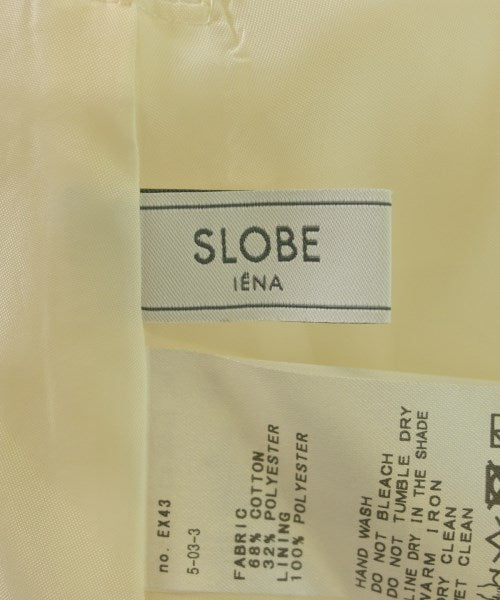 SLOBE
IÉNA
no. EX43
5-03-3
FABRIC
68% COTTON
32% POLYESTER
LINING
100% POLYESTER
HAND WASH
DO NOT BLEACH
DO NOT TUMBLE DRY
LINE DRY IN THE SHADE
WARM IRON
DRY CLEAN
WET CLEAN